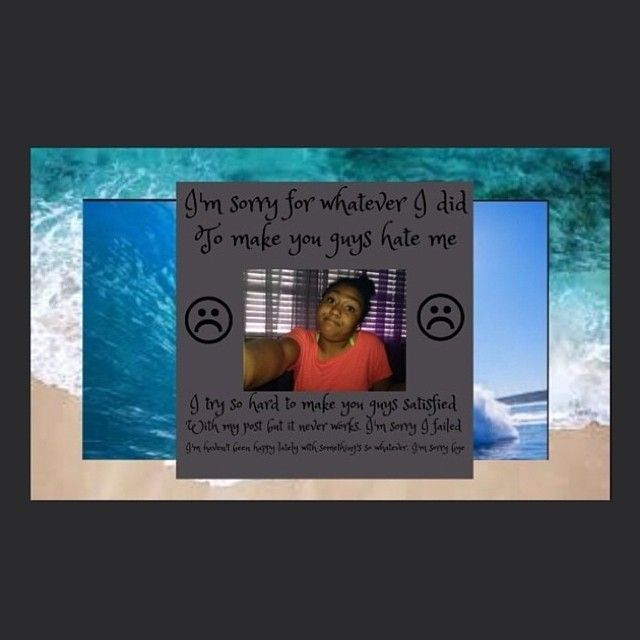 I'm sorry for whatever I did
To make you guys hate me
I try so hard to make you guys satisfied
With my post but it never works. I'm sorry I failed
I'm haven't been happy lately with something's so whatever. I'm sorry bye